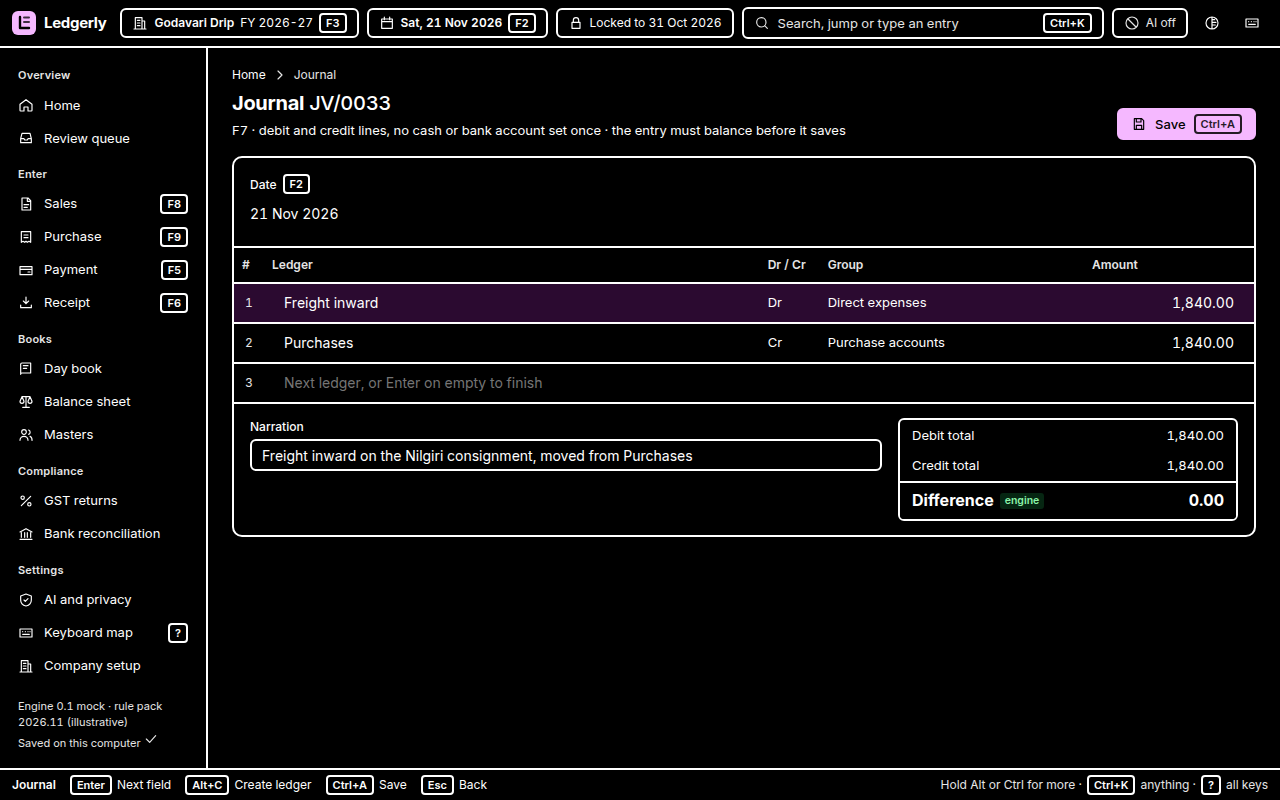 Ledgerly
Godavari Drip FY 2026-27 F3
Sat, 21 Nov 2026 F2
Locked to 31 Oct 2026
Search, jump or type an entry Ctrl+K
AI off
Overview
Home
Review queue
Enter
Sales F8
Purchase F9
Payment F5
Receipt F6
Books
Day book
Balance sheet
Masters
Compliance
GST returns
Bank reconciliation
Settings
AI and privacy
Keyboard map ?
Company setup
Engine 0.1 mock · rule pack
2026.11 (illustrative)
Saved on this computer
Home Journal
Journal JV/0033
F7 · debit and credit lines, no cash or bank account set once · the entry must balance before it saves
Save Ctrl+A
Date F2
21 Nov 2026
# Ledger Dr / Cr Group Amount
1 Freight inward Dr Direct expenses 1,840.00
2 Purchases Cr Purchase accounts 1,840.00
3 Next ledger, or Enter on empty to finish
Narration
Freight inward on the Nilgiri consignment, moved from Purchases
Debit total 1,840.00
Credit total 1,840.00
Difference engine 0.00
Journal Enter Next field Alt+C Create ledger Ctrl+A Save Esc Back
Hold Alt or Ctrl for more · Ctrl+K anything · ? all keys